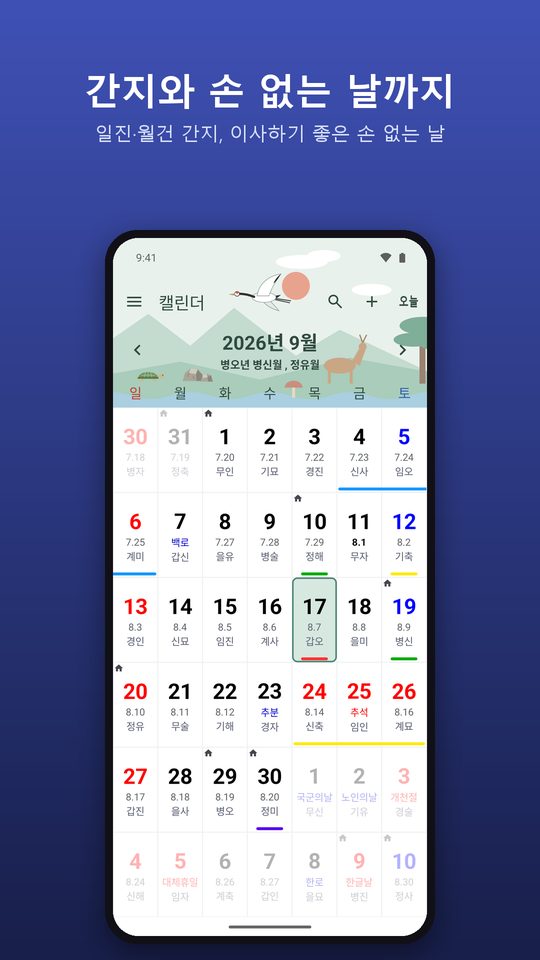 간지와 손 없는 날까지
일진·월건 간지, 이사하기 좋은 손 없는 날
9:41
캘린더 오늘
2026년 9월
병오년 병신월 , 정유월
일 월 화 수 목 금 토
30 31 1 2 3 4 5
7.18 7.19 7.20 7.21 7.22 7.23 7.24
병자 정축 무인 기묘 경진 신사 임오
6 7 8 9 10 11 12
7.25 백로 7.27 7.28 7.29 8.1 8.2
계미 갑신 을유 병술 정해 무자 기축
13 14 15 16 17 18 19
8.3 8.4 8.5 8.6 8.7 8.8 8.9
경인 신묘 임진 계사 갑오 을미 병신
20 21 22 23 24 25 26
8.10 8.11 8.12 추분 8.14 추석 8.16
정유 무술 기해 경자 신축 임인 계묘
27 28 29 30 1 2 3
8.17 8.18 8.19 8.20 국군의날 노인의날 개천절
갑진 을사 병오 정미 무신 기유 경술
4 5 6 7 8 9 10
8.24 대체휴일 8.26 8.27 한로 한글날 8.30
신해 임자 계축 갑인 을묘 병진 정사